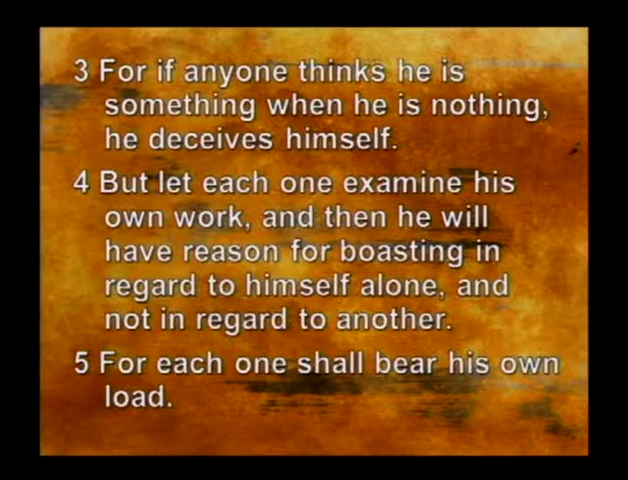 3 For if anyone thinks he is
something when he is nothing,
he deceives himself.
4 But let each one examine his
own work, and then he will
have reason for boasting in
regard to himself alone, and
not in regard to another.
5 For each one shall bear his own
load.